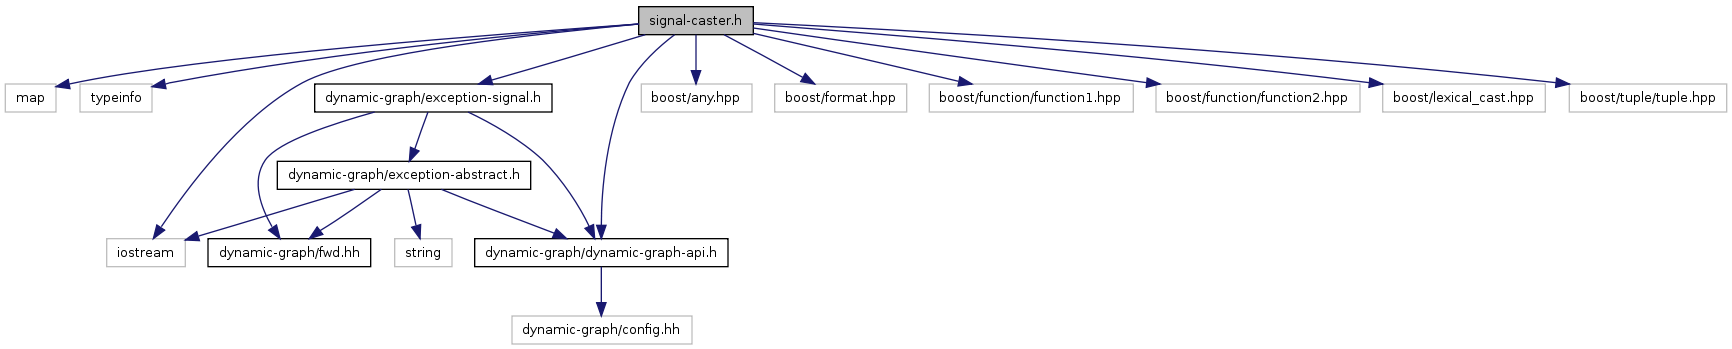 signal-caster.h
map
typeinfo
dynamic-graph/exception-signal.h
boost/any.hpp
boost/format.hpp
boost/function/function1.hpp
boost/function/function2.hpp
boost/lexical_cast.hpp
boost/tuple/tuple.hpp
dynamic-graph/exception-abstract.h
iostream
dynamic-graph/fwd.hh
string
dynamic-graph/dynamic-graph-api.h
dynamic-graph/config.hh